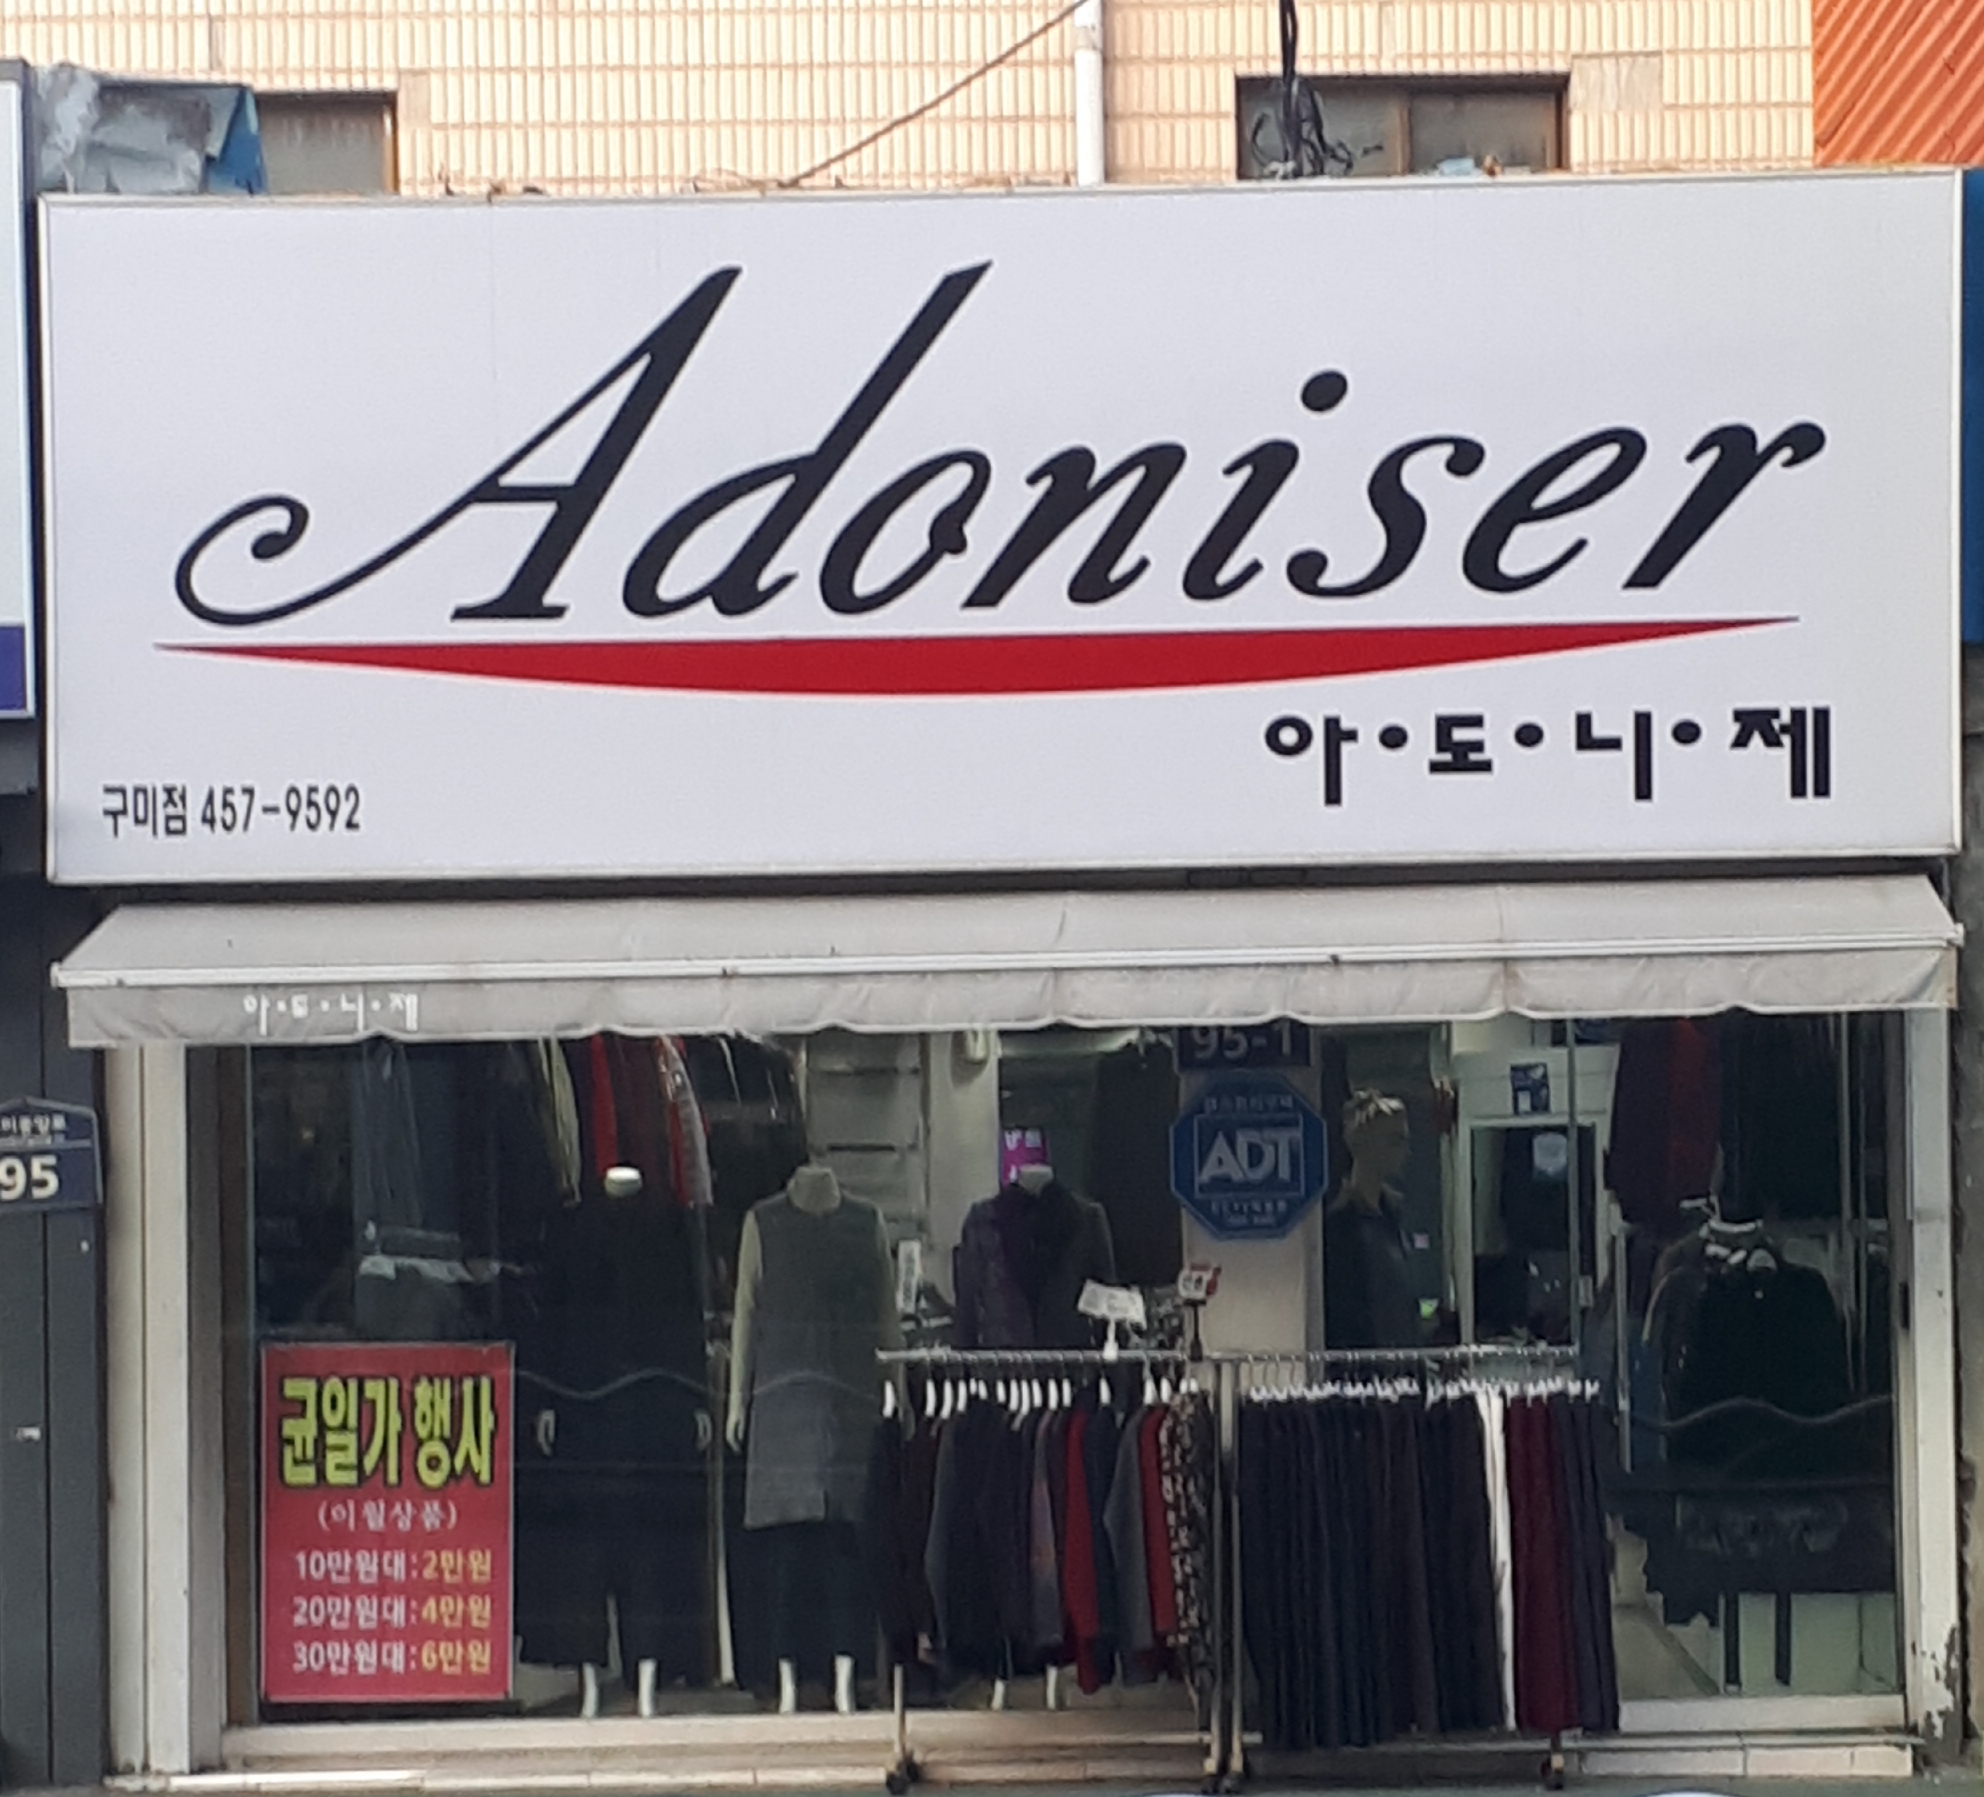 Adoniser
아·도·니·제
구미점 457-9592
아·도·니·제
95-1
ADT
95
균일가 행사
(이월상품)
10만원대:2만원
20만원대:4만원
30만원대:6만원